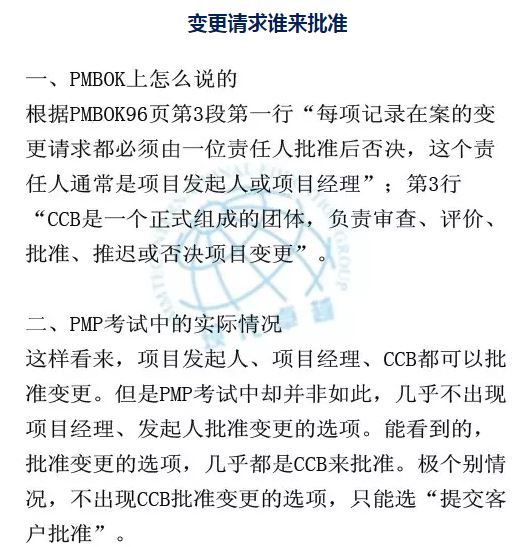 变更请求谁来批准
一、PMBOK上怎么说的
根据PMBOK96页第3段第一行“每项记录在案的变
更请求都必须由一位责任人批准后否决，这个责
任人通常是项目发起人或项目经理”；第3行
“CCB是一个正式组成的团体，负责审查、评价、
批准、推迟或否决项目变更”。
二、PMP考试中的实际情况
这样看来，项目发起人、项目经理、CCB都可以批
准变更。但是PMP考试中却并非如此，几乎不出现
项目经理、发起人批准变更的选项。能看到的，
批准变更的选项，几乎都是CCB来批准。极个别情
况，不出现CCB批准变更的选项，只能选“提交客
户批准”。